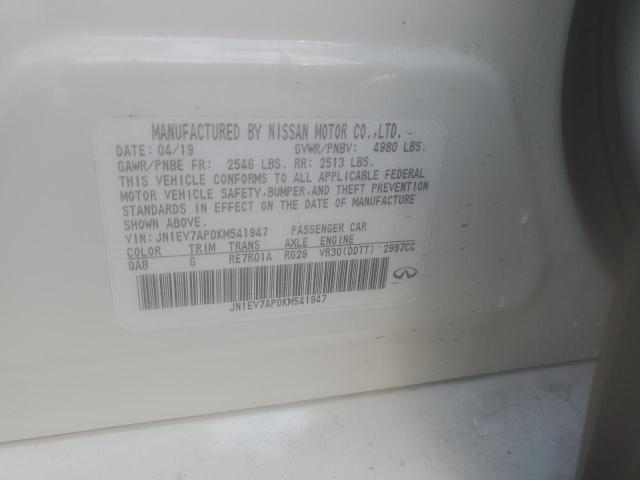 MANUFACTURED BY NISSAN MOTOR CO.,LTD.
DATE: 04/19 GVWR/PNBV: 4980 LBS.
GAWR/PNBE FR: 2546 LBS. RR: 2513 LBS.
THIS VEHICLE CONFORMS TO ALL APPLICABLE FEDERAL
MOTOR VEHICLE SAFETY,BUMPER,AND THEFT PREVENTION
STANDARDS IN EFFECT ON THE DATE OF MANUFACTURE
SHOWN ABOVE.
VIN: JN1EV7AP0KM541947 PASSENGER CAR
COLOR TRIM TRANS AXLE ENGINE
QAB G RE7R01A RG29 VR30(DDTT) 2997CC
JN1EV7AP0KM541947